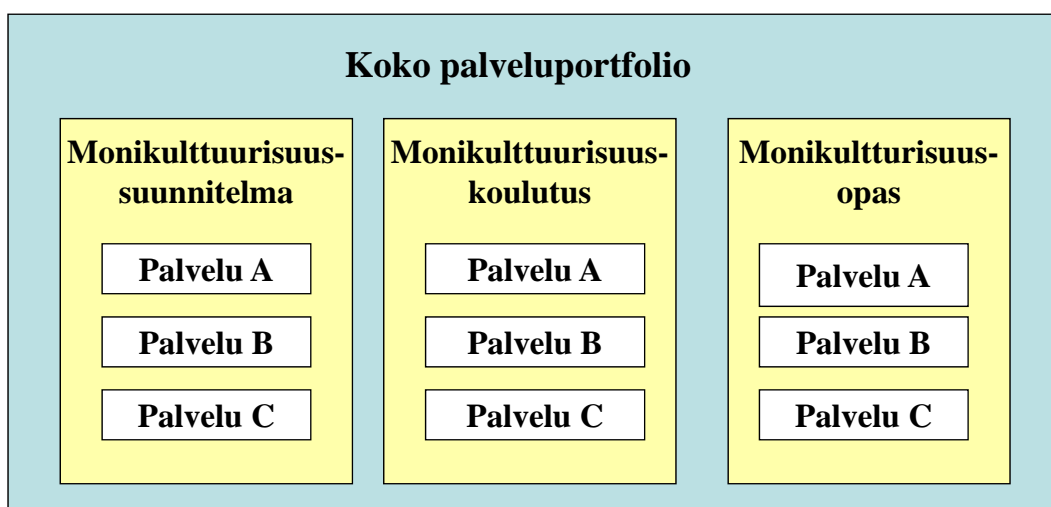 Koko palveluportfolio
Monikulttuurisuus-
suunnitelma
Palvelu A
Palvelu B
Palvelu C
Monikulttuurisuus-
koulutus
Palvelu A
Palvelu B
Palvelu C
Monikultturisuus-
opas
Palvelu A
Palvelu B
Palvelu C